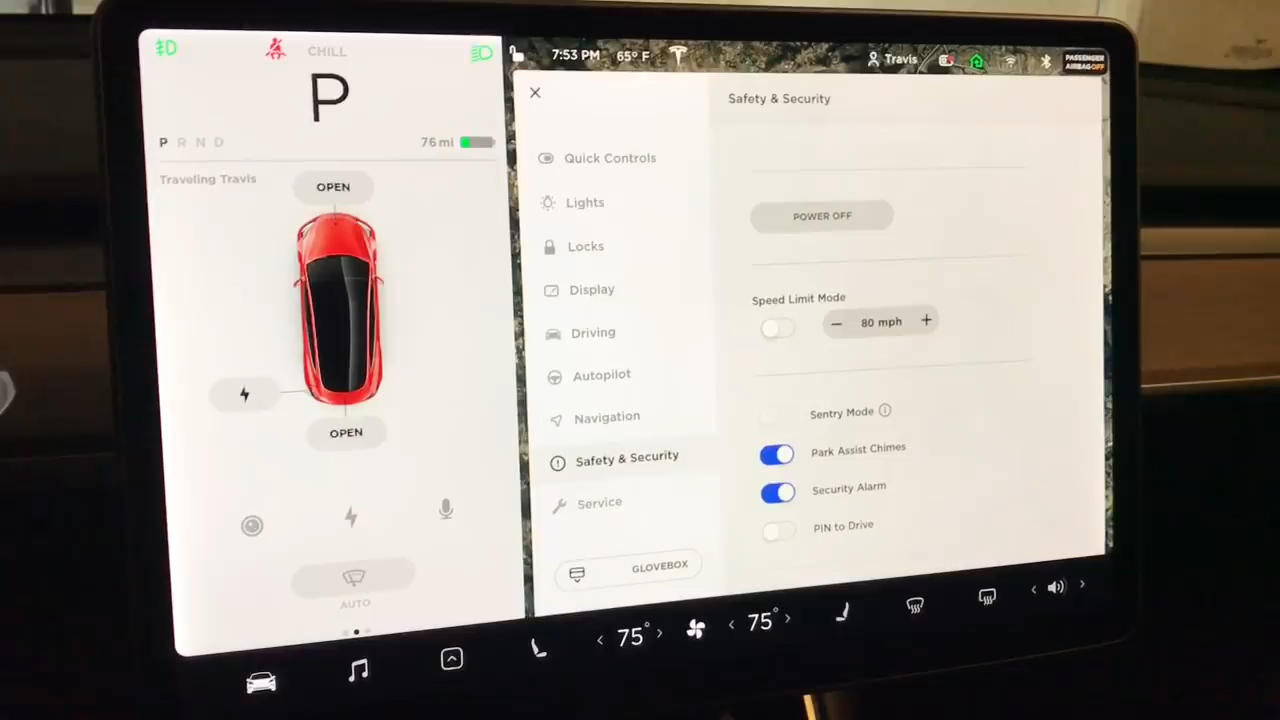 CHILL
P
P R N D
76 mi
Traveling Travis
OPEN
OPEN
AUTO
7:53 PM 65° F
Travis
PASSENGER
AIRBAG OFF
Safety & Security
Quick Controls
Lights
Locks
Display
Driving
Autopilot
Navigation
Safety & Security
Service
GLOVEBOX
POWER OFF
Speed Limit Mode
− 80 mph +
Sentry Mode
Park Assist Chimes
Security Alarm
PIN to Drive
< 75° > < 75° > < >